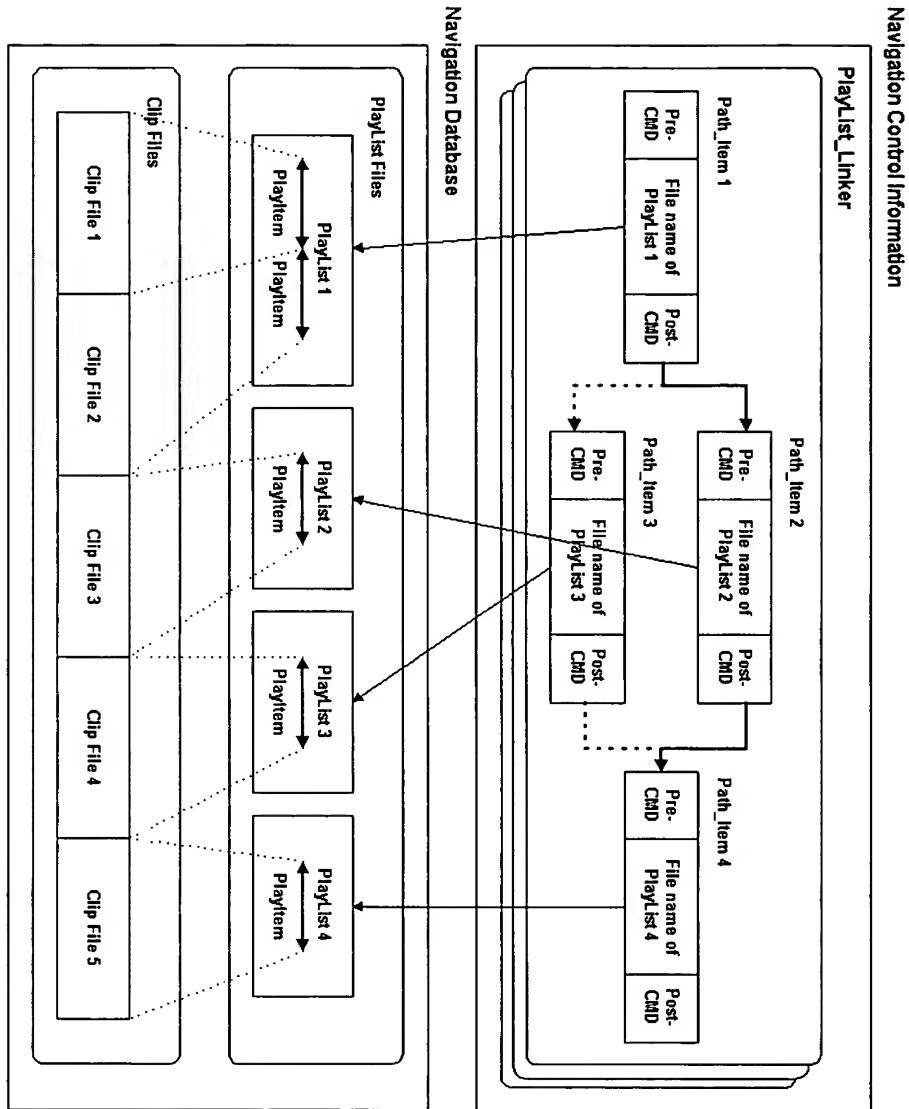 Navigation Control Information
PlayList_Linker
Path_Item 1
Pre-
CMD
File name of
PlayList 1
Post-
CMD
Path_Item 2
Pre-
CMD
File name of
PlayList 2
Post-
CMD
Path_Item 3
Pre-
CMD
File name of
PlayList 3
Post-
CMD
Path_Item 4
Pre-
CMD
File name of
PlayList 4
Post-
CMD
Navigation Database
PlayList Files
PlayList 1
PlayItem
PlayItem
PlayList 2
PlayItem
PlayList 3
PlayItem
PlayList 4
PlayItem
Clip Files
Clip File 1
Clip File 2
Clip File 3
Clip File 4
Clip File 5